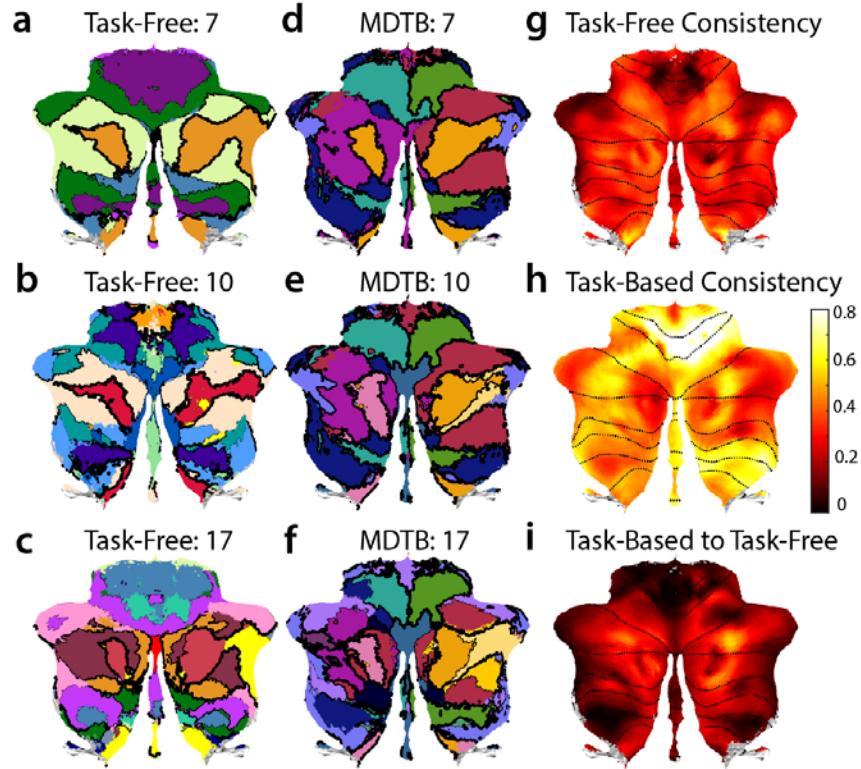 a Task-Free: 7
d MDTB: 7
g Task-Free Consistency
b Task-Free: 10
e MDTB: 10
h Task-Based Consistency
0.8
0.6
0.4
0.2
0
c Task-Free: 17
f MDTB: 17
i Task-Based to Task-Free